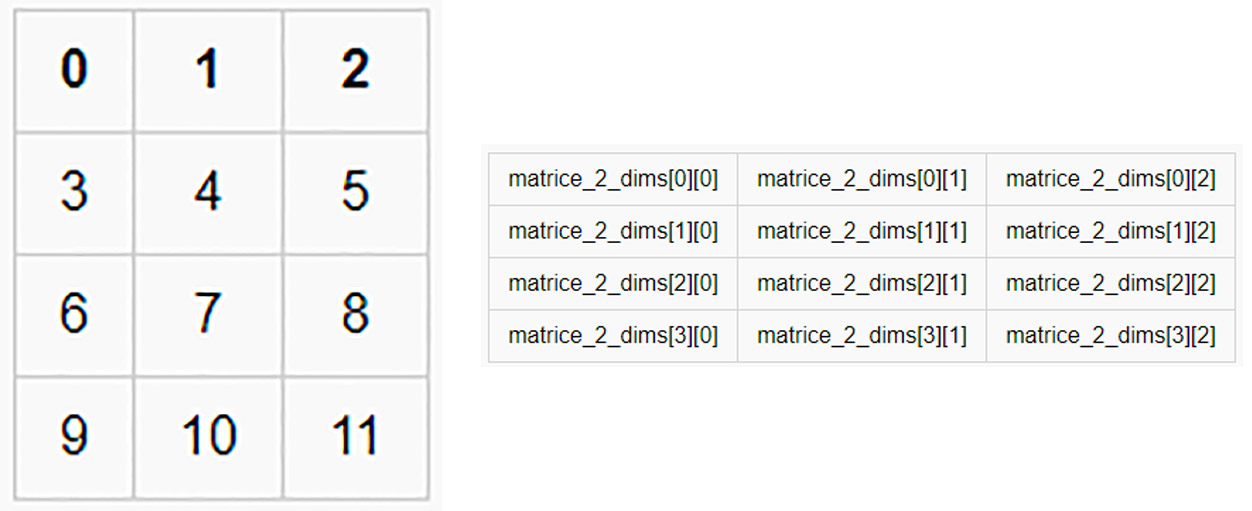 0 1 2
3 4 5
6 7 8
9 10 11
matrice_2_dims[0][0] matrice_2_dims[0][1] matrice_2_dims[0][2]
matrice_2_dims[1][0] matrice_2_dims[1][1] matrice_2_dims[1][2]
matrice_2_dims[2][0] matrice_2_dims[2][1] matrice_2_dims[2][2]
matrice_2_dims[3][0] matrice_2_dims[3][1] matrice_2_dims[3][2]